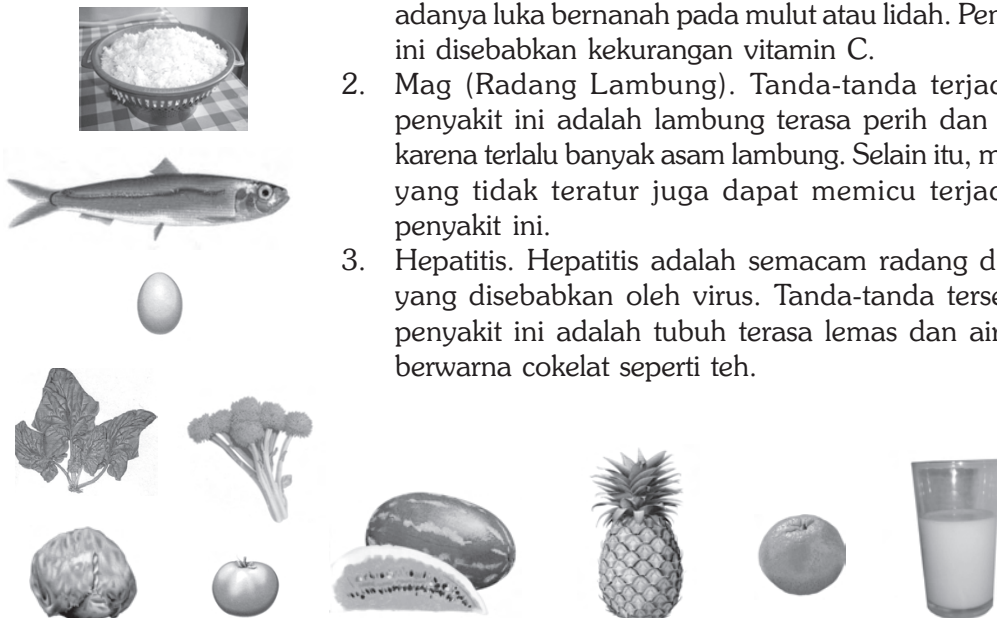 adanya luka bernanah pada mulut atau lidah.
ini disebabkan kekurangan vitamin C.
2. Mag (Radang Lambung). Tanda-tanda
penyakit ini adalah lambung terasa perih dan
karena terlalu banyak asam lambung. Selain itu,
yang tidak teratur juga dapat memicu
penyakit ini.
3. Hepatitis. Hepatitis adalah semacam radang
yang disebabkan oleh virus. Tanda-tanda
penyakit ini adalah tubuh terasa lemas dan
berwarna cokelat seperti teh.